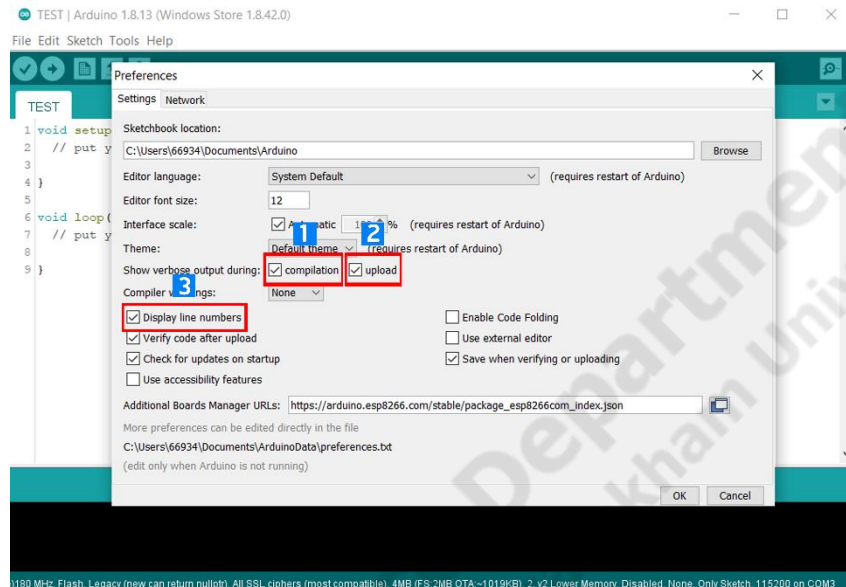 TEST | Arduino 1.8.13 (Windows Store 1.8.42.0)
File Edit Sketch Tools Help
Preferences
Settings Network
TEST
1 void setup
2 // put y
3
4 }
5
6 void loop(
7 // put y
8
9 }
Sketchbook location:
C:\Users\66934\Documents\Arduino Browse
Editor language: System Default (requires restart of Arduino)
Editor font size: 12
Interface scale: % (requires restart of Arduino)
1 2
Theme: Default theme (requires restart of Arduino)
Show verbose output during: compilation upload
3
Compiler None
Display line numbers Enable Code Folding
Verify code after upload Use external editor
Check for updates on startup Save when verifying or uploading
Use accessibility features
Additional Boards Manager URLs: https://arduino.esp8266.com/stable/package_esp8266com_index.json
More preferences can be edited directly in the file
C:\Users\66934\Documents\ArduinoData\preferences.txt
(edit only when Arduino is not running)
OK Cancel
180 MHz, Flash, Legacy (new can return nullptr), All SSL ciphers (most compatible), 4MB (FS:2MB OTA:~1019KB), 2, v2 Lower Memory, Disabled, None, Only Sketch, 115200 on COM3
Departmen
kham Univ